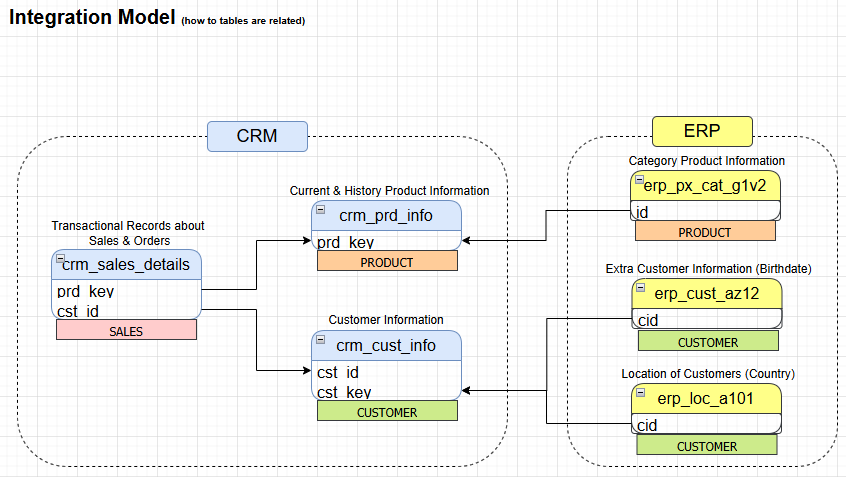 Integration Model (how to tables are related)
CRM
ERP
Transactional Records about
Sales & Orders
crm_sales_details
prd_key
cst_id
SALES
Current & History Product Information
crm_prd_info
prd_key
PRODUCT
Customer Information
crm_cust_info
cst_id
cst_key
CUSTOMER
Category Product Information
erp_px_cat_g1v2
id
PRODUCT
Extra Customer Information (Birthdate)
erp_cust_az12
cid
CUSTOMER
Location of Customers (Country)
erp_loc_a101
cid
CUSTOMER